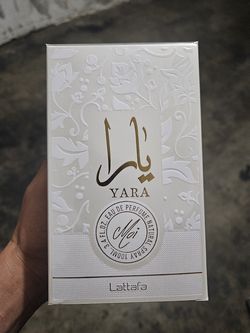 يارا
YARA
3.4 FL.OZ. EAU DE PERFUME NATURAL SPRAY 100ML
Moi
Lattafa